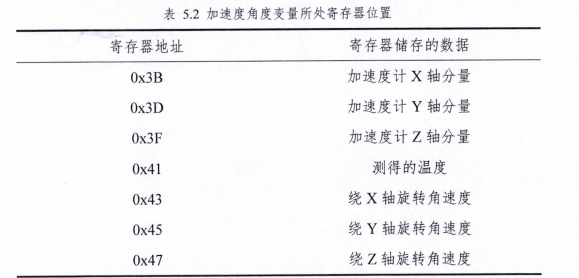 表 5.2 加速度角度变量所处寄存器位置
寄存器地址 寄存器储存的数据
0x3B 加速度计 X 轴分量
0x3D 加速度计 Y 轴分量
0x3F 加速度计 Z 轴分量
0x41 测得的温度
0x43 绕 X 轴旋转角速度
0x45 绕 Y 轴旋转角速度
0x47 绕 Z 轴旋转角速度